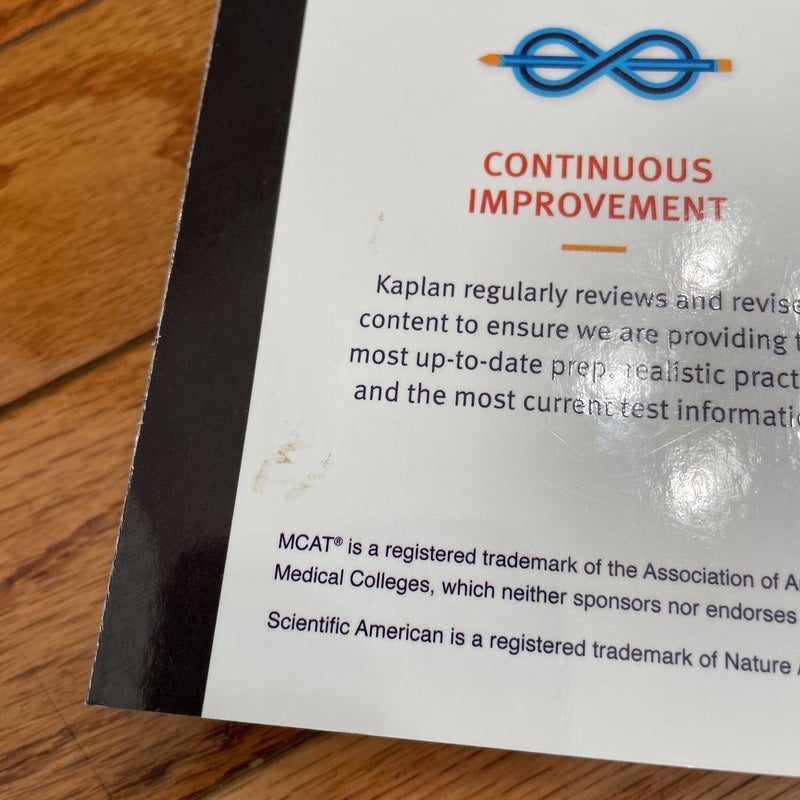 CONTINUOUS
IMPROVEMENT
Kaplan regularly reviews and revise
content to ensure we are providing t
most up-to-date prep, realistic pract
and the most current test informatio
MCAT® is a registered trademark of the Association of A
Medical Colleges, which neither sponsors nor endorses
Scientific American is a registered trademark of Nature A